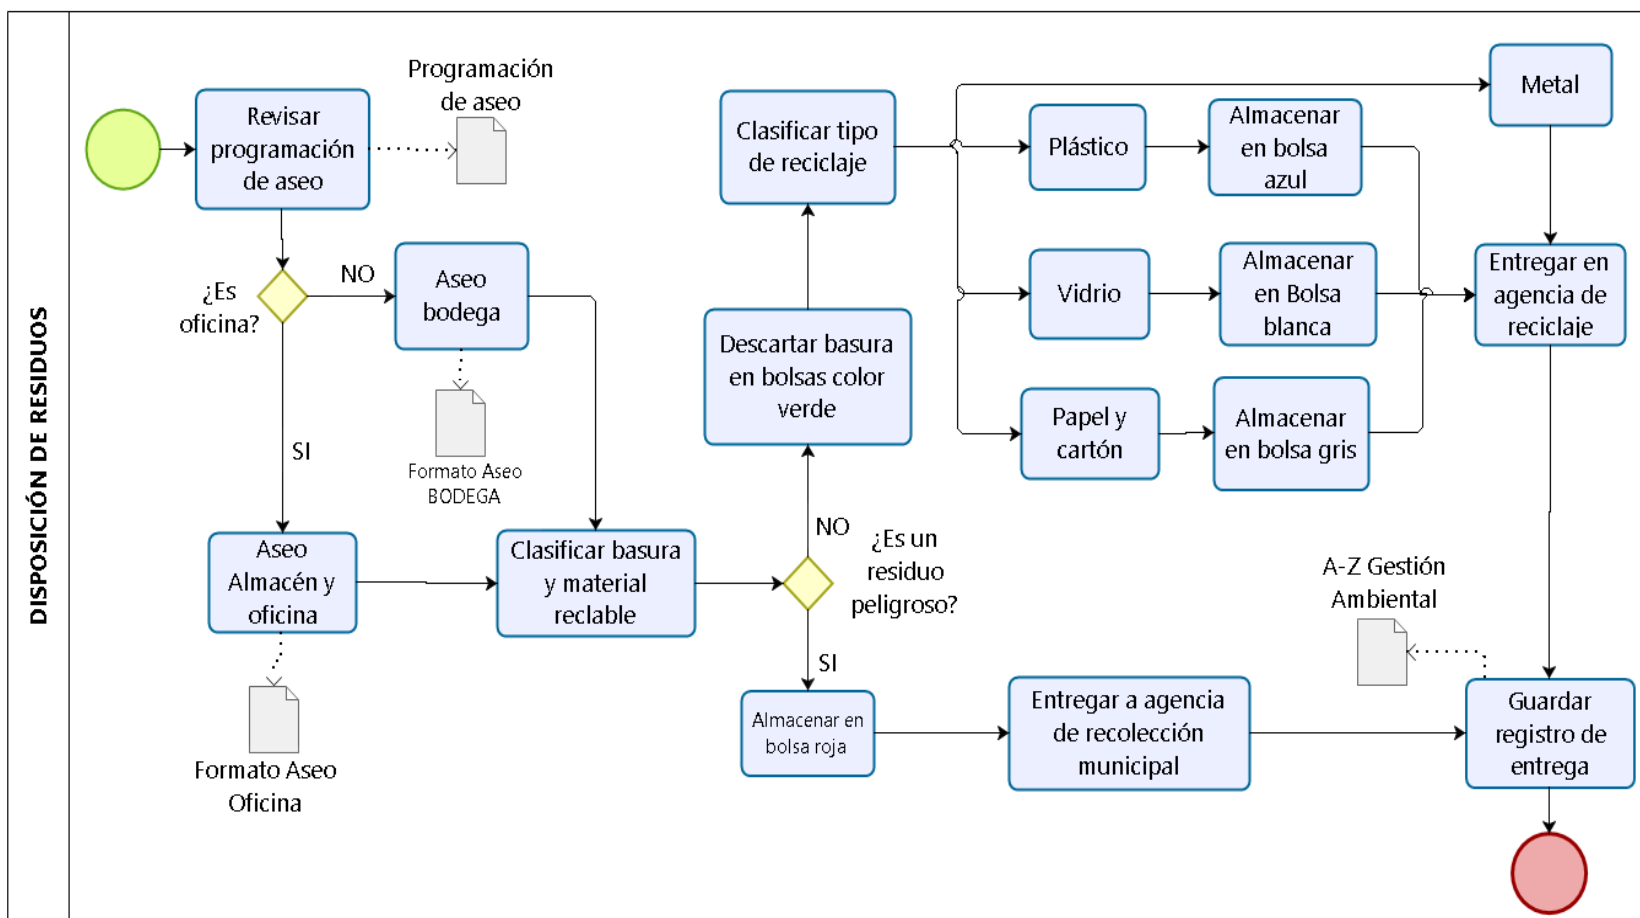 DISPOSICIÓN DE RESIDUOS
Revisar
programación
de aseo
Programación
de aseo
¿Es
oficina?
NO
SI
Aseo
bodega
Formato Aseo
BODEGA
Aseo
Almacén y
oficina
Formato Aseo
Oficina
Clasificar basura
y material
reclable
¿Es un
residuo
peligroso?
NO
SI
Descartar basura
en bolsas color
verde
Clasificar tipo
de reciclaje
Plástico
Almacenar
en bolsa
azul
Vidrio
Almacenar
en Bolsa
blanca
Papel y
cartón
Almacenar
en bolsa gris
Metal
Entregar en
agencia de
reciclaje
Almacenar en
bolsa roja
Entregar a agencia
de recolección
municipal
A-Z Gestión
Ambiental
Guardar
registro de
entrega